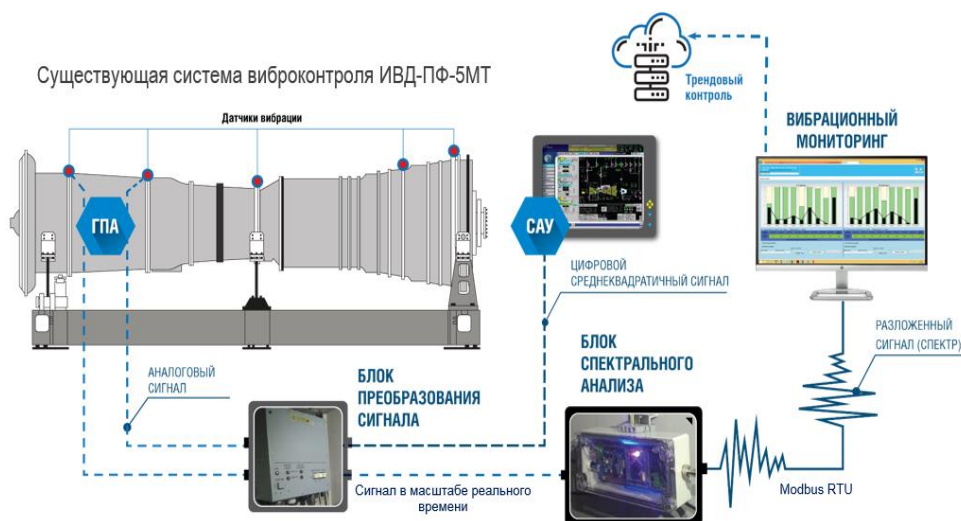 Существующая система виброконтроля ИВД-ПФ-5МТ
Датчики вибрации
ГПА
САУ
Трендовый
контроль
ВИБРАЦИОННЫЙ
МОНИТОРИНГ
ЦИФРОВОЙ
СРЕДНЕКВАДРАТИЧНЫЙ СИГНАЛ
РАЗЛОЖЕННЫЙ
СИГНАЛ (СПЕКТР)
АНАЛОГОВЫЙ
СИГНАЛ
БЛОК
ПРЕОБРАЗОВАНИЯ
СИГНАЛА
БЛОК
СПЕКТРАЛЬНОГО
АНАЛИЗА
Сигнал в масштабе реального
времени
Modbus RTU